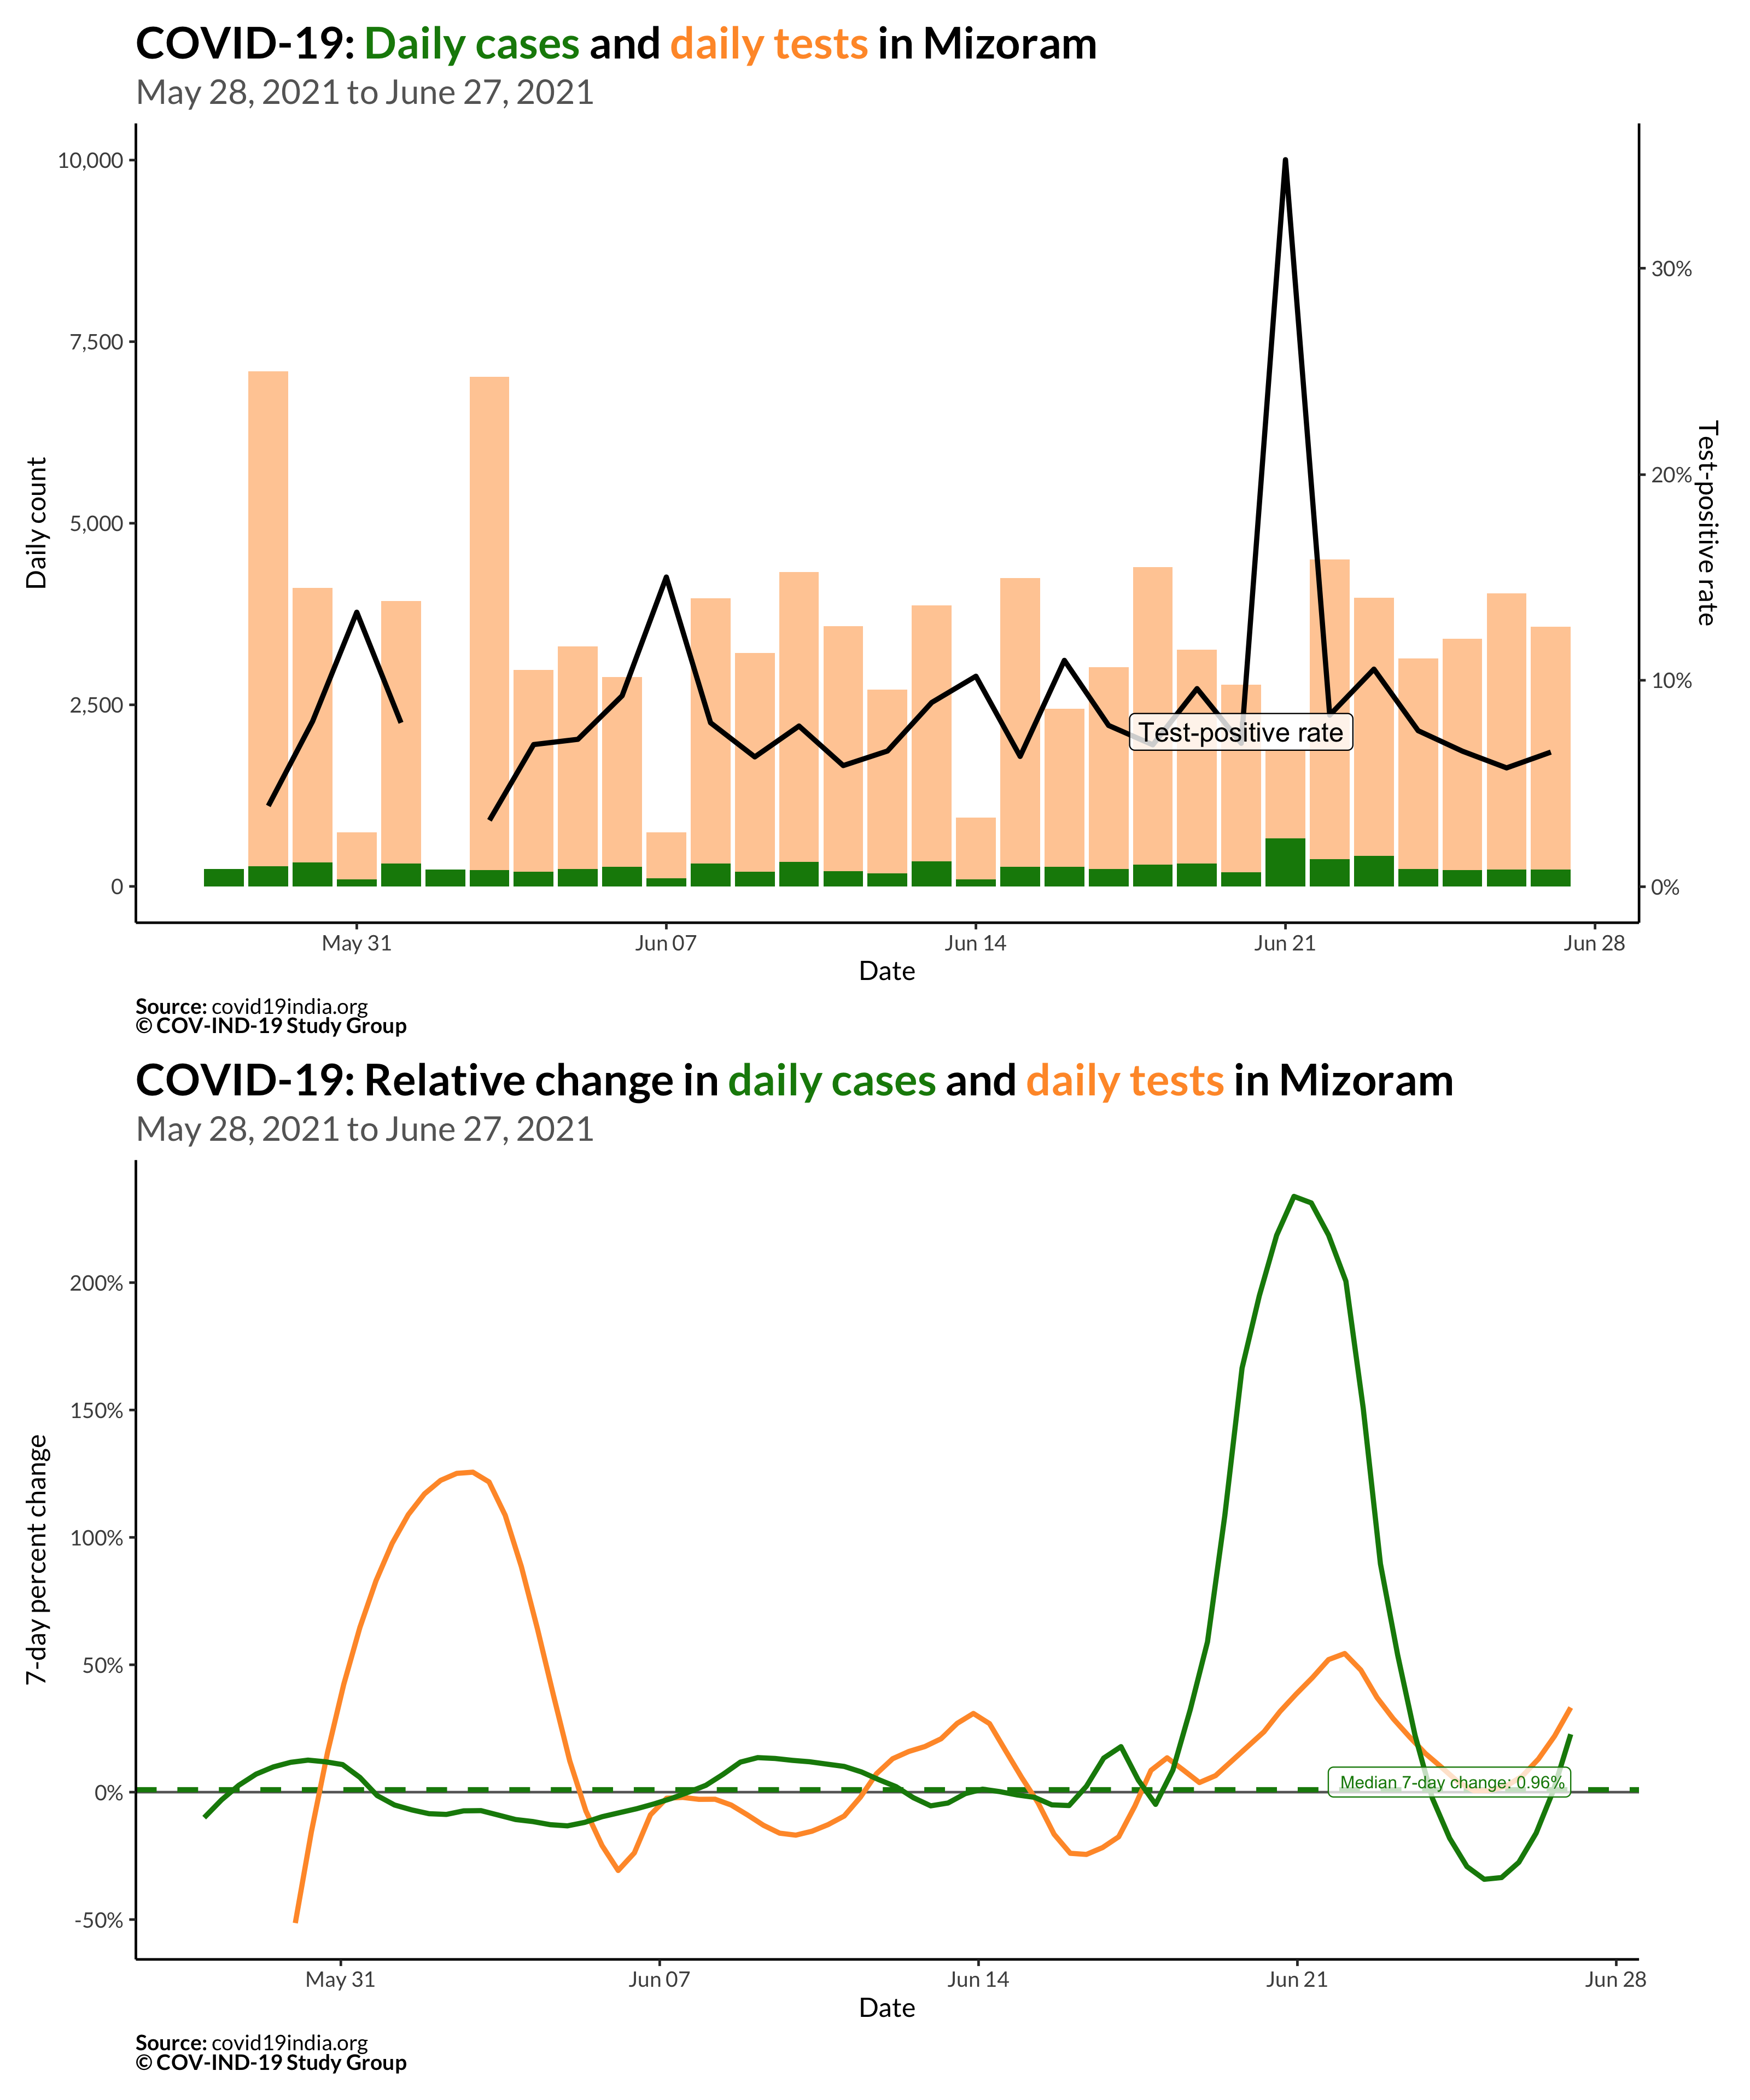 COVID-19: Daily cases and daily tests in Mizoram
May 28, 2021 to June 27, 2021
Daily count
10,000
7,500
5,000
2,500
0
30%
20%
10%
0%
Test-positive rate
Test-positive rate
May 31
Jun 07
Jun 14
Jun 21
Jun 28
Date
Source: covid19india.org
© COV-IND-19 Study Group
COVID-19: Relative change in daily cases and daily tests in Mizoram
May 28, 2021 to June 27, 2021
7-day percent change
200%
150%
100%
50%
0%
-50%
Median 7-day change: 0.96%
May 31
Jun 07
Jun 14
Jun 21
Jun 28
Date
Source: covid19india.org
© COV-IND-19 Study Group